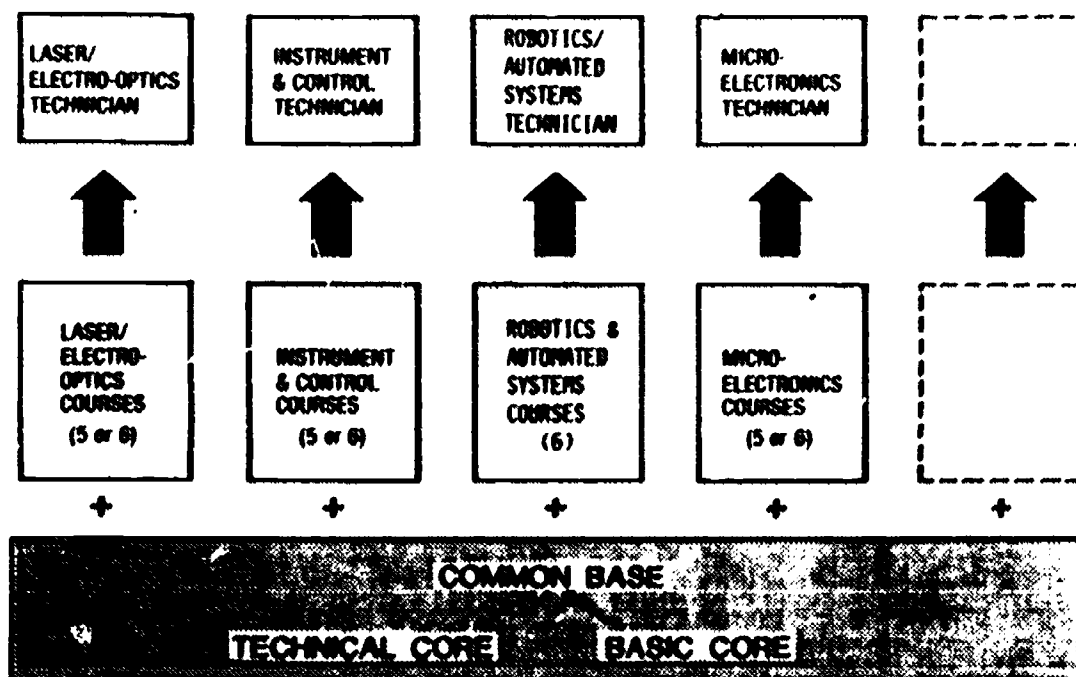 LASER/
ELECTRO-OPTICS
TECHNICIAN
INSTRUMENT
& CONTROL
TECHNICIAN
ROBOTICS/
AUTOMATED
SYSTEMS
TECHNICIAN
MICRO-
ELECTRONICS
TECHNICIAN
LASER/
ELECTRO-
OPTICS
COURSES
(5 or 6)
INSTRUMENT
& CONTROL
COURSES
(5 or 6)
ROBOTICS &
AUTOMATED
SYSTEMS
COURSES
(6)
MICRO-
ELECTRONICS
COURSES
(5 or 6)
+ + + + +
COMMON BASE
TECHNICAL CORE BASIC CORE